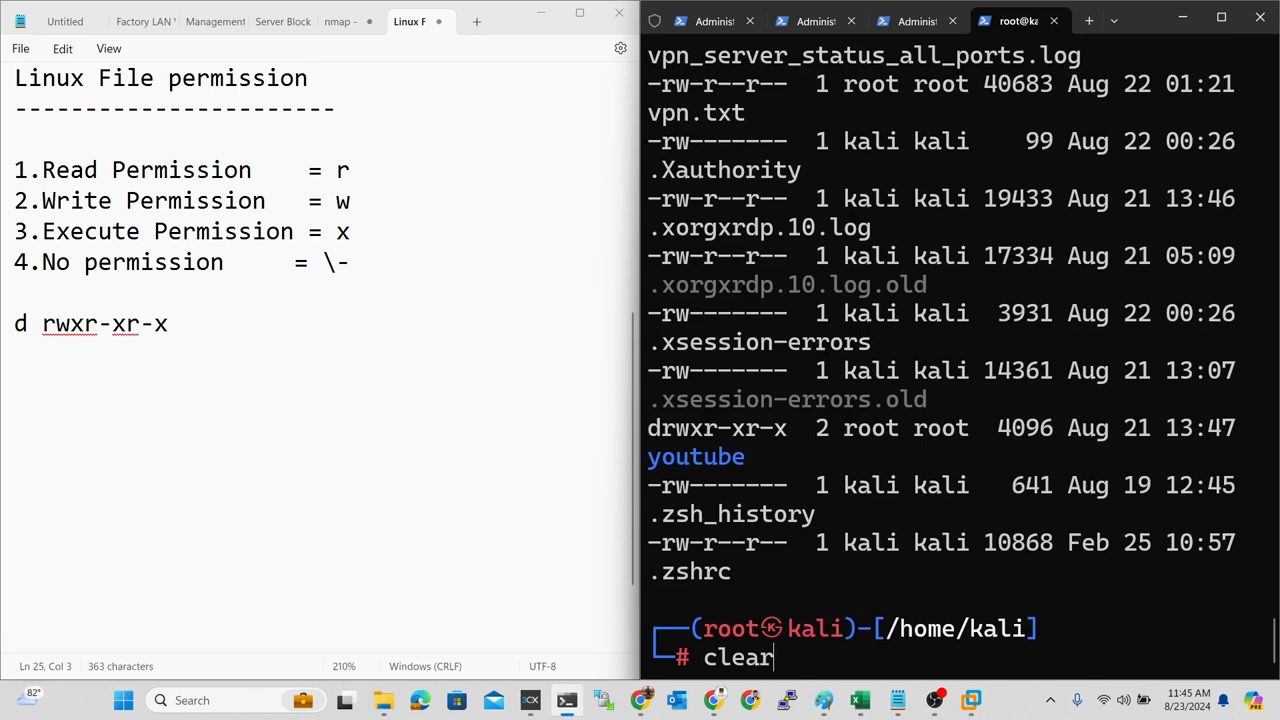 Untitled
Factory LAN
Management
Server Block
nmap -
Linux F
File
Edit
View
Linux File permission
-----------------------
1.Read Permission    = r
2.Write Permission   = w
3.Execute Permission = x
4.No permission     = \-
d rwxr-xr-x
Ln 25, Col 3
363 characters
210%
Windows (CRLF)
UTF-8
Administ
Administ
Administ
root@ka
vpn_server_status_all_ports.log
-rw-r--r-- 1 root root 40683 Aug 22 01:21
vpn.txt
-rw------- 1 kali kali    99 Aug 22 00:26
.Xauthority
-rw-r--r-- 1 kali kali 19433 Aug 21 13:46
.xorgxrdp.10.log
-rw-r--r-- 1 kali kali 17334 Aug 21 05:09
.xorgxrdp.10.log.old
-rw------- 1 kali kali  3931 Aug 22 00:26
.xsession-errors
-rw------- 1 kali kali 14361 Aug 21 13:07
.xsession-errors.old
drwxr-xr-x 2 root root  4096 Aug 21 13:47
youtube
-rw------- 1 kali kali   641 Aug 19 12:45
.zsh_history
-rw-r--r-- 1 kali kali 10868 Feb 25 10:57
.zshrc
┌──(root㉿kali)-[/home/kali]
└─# clear
82°
Search
11:45 AM
8/23/2024
PRE